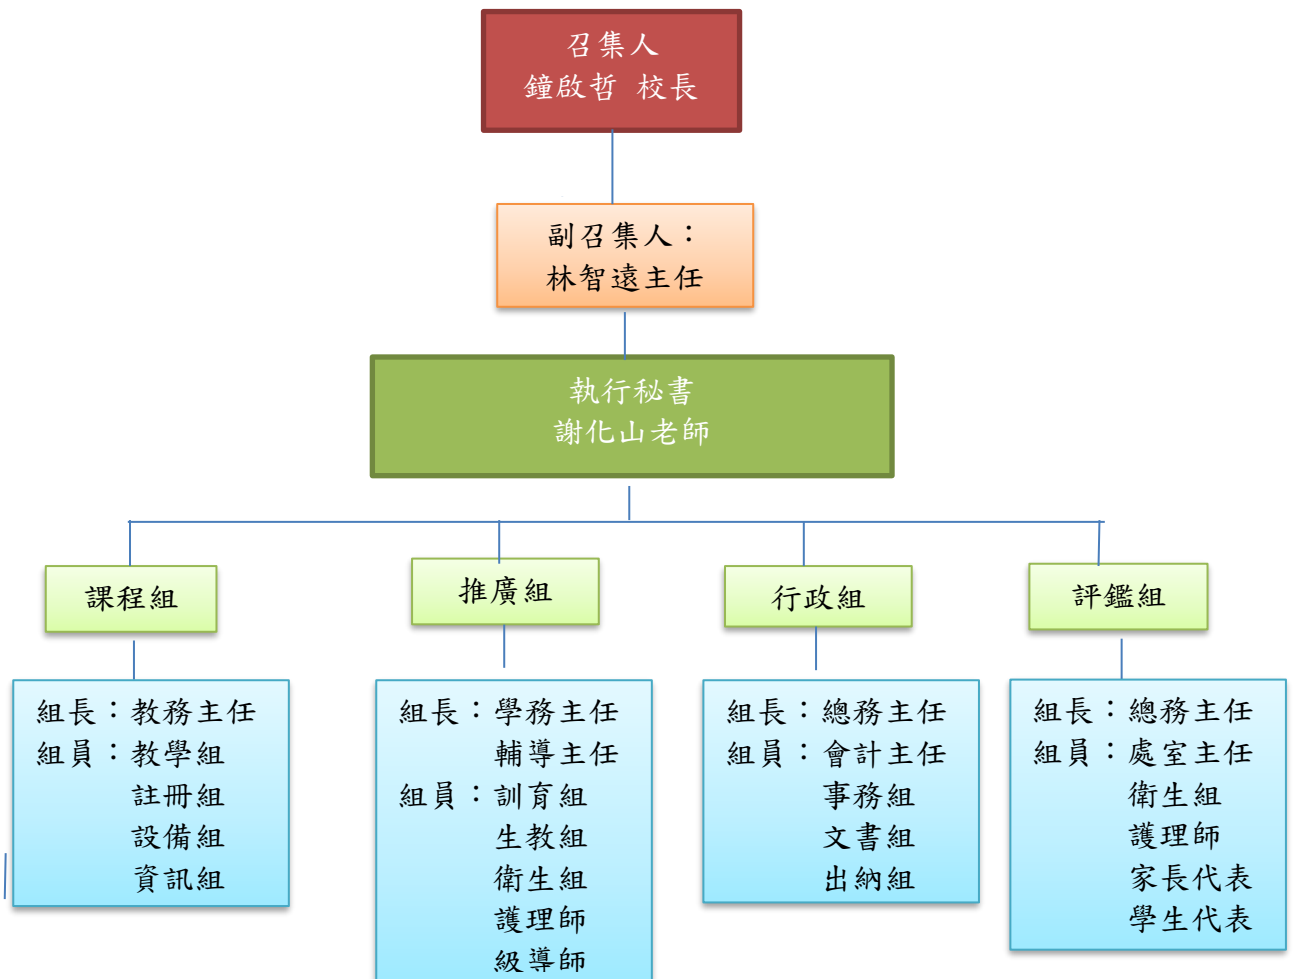 召集人
鐘啟哲 校長
副召集人：
林智遠主任
執行秘書
謝化山老師
課程組
推廣組
行政組
評鑑組
組長：教務主任
組員：教學組
註冊組
設備組
資訊組
組長：學務主任
輔導主任
組員：訓育組
生教組
衛生組
護理師
級導師
組長：總務主任
組員：會計主任
事務組
文書組
出納組
組長：總務主任
組員：處室主任
衛生組
護理師
家長代表
學生代表